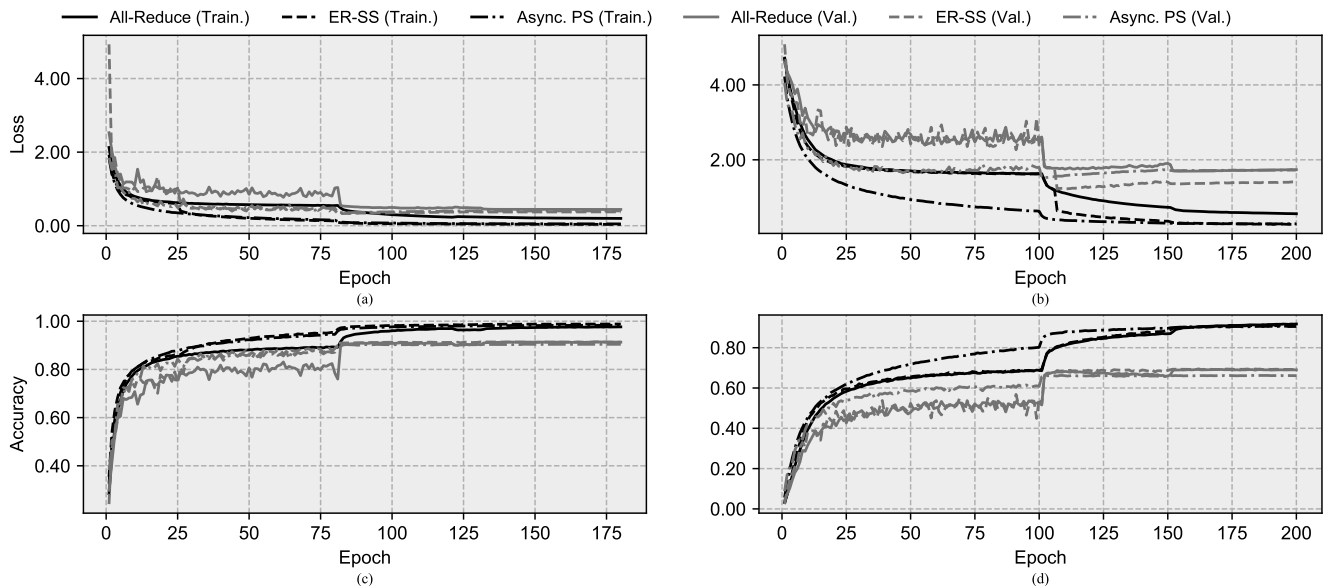 All-Reduce (Train.) ER-SS (Train.) Async. PS (Train.) All-Reduce (Val.) ER-SS (Val.) Async. PS (Val.)
4.00
2.00
0.00
Loss
0 25 50 75 100 125 150 175
Epoch
(a)
4.00
2.00
0 25 50 75 100 125 150 175 200
Epoch
(b)
1.00
0.80
0.60
0.40
Accuracy
0 25 50 75 100 125 150 175
Epoch
(c)
0.80
0.60
0.40
0.20
0.00
0 25 50 75 100 125 150 175 200
Epoch
(d)